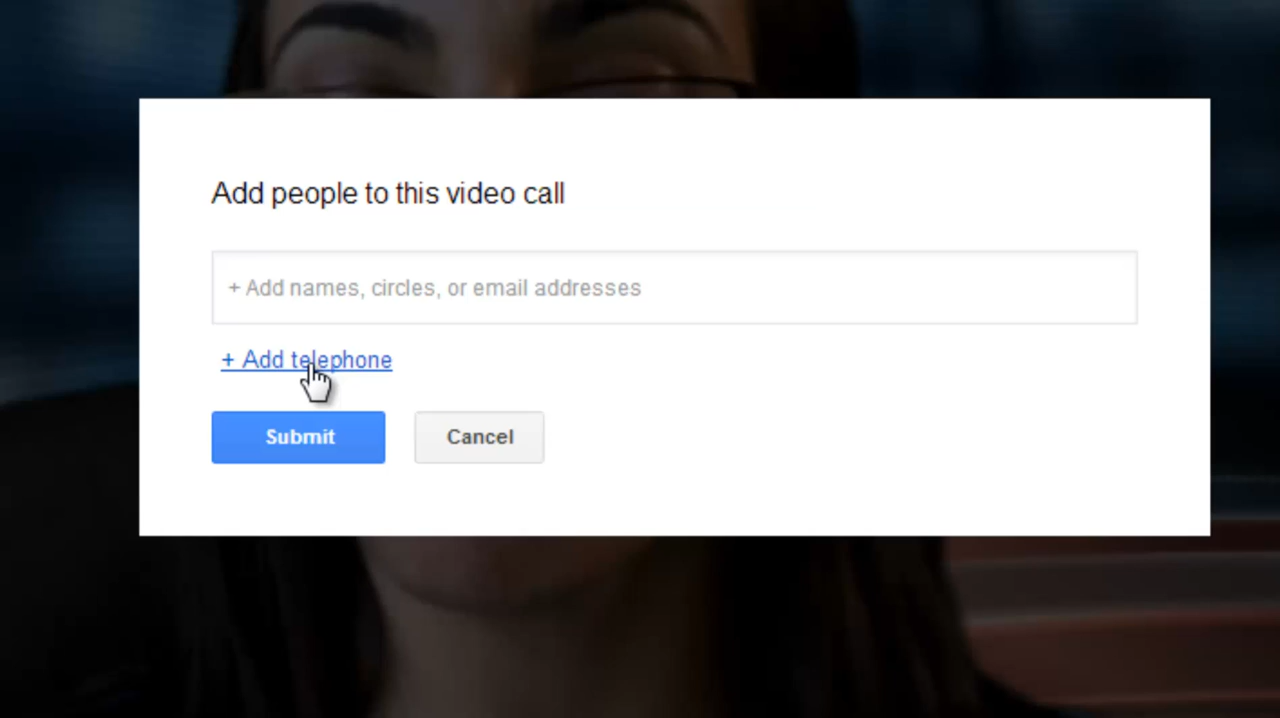 Add people to this video call
+ Add names, circles, or email addresses
+ Add telephone
Submit Cancel